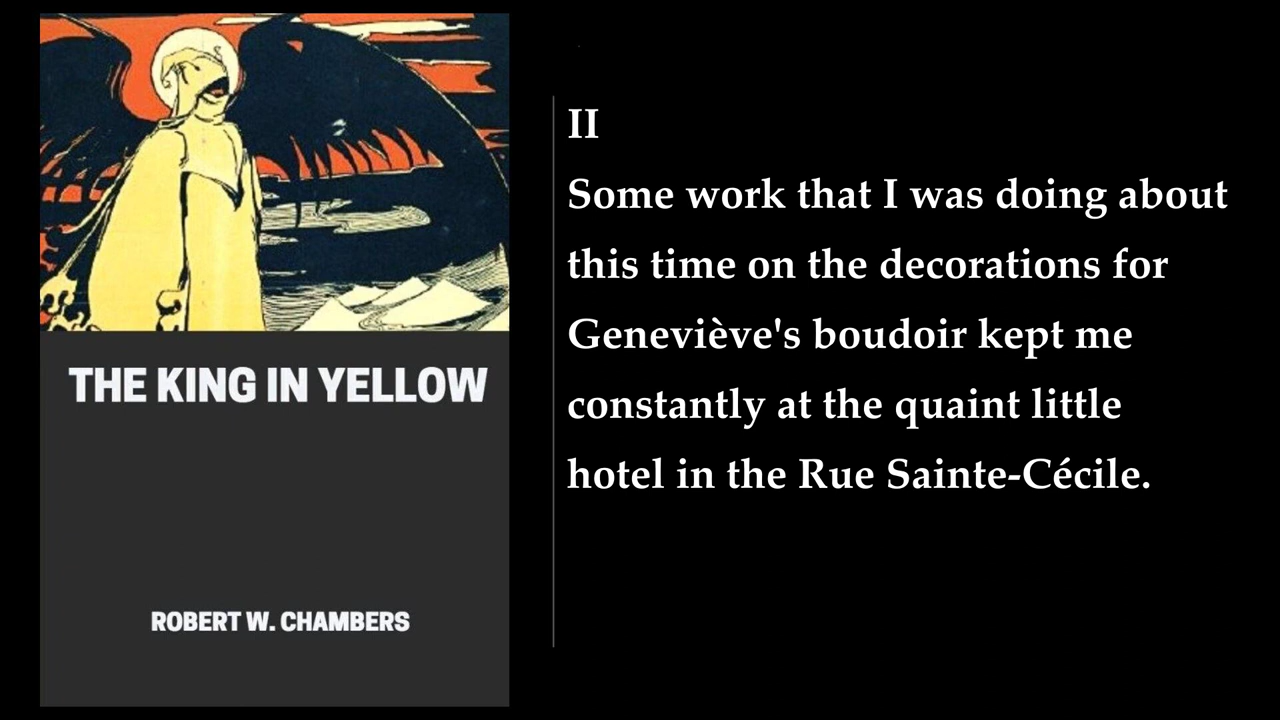 THE KING IN YELLOW
ROBERT W. CHAMBERS
II
Some work that I was doing about
this time on the decorations for
Geneviève's boudoir kept me
constantly at the quaint little
hotel in the Rue Sainte-Cécile.